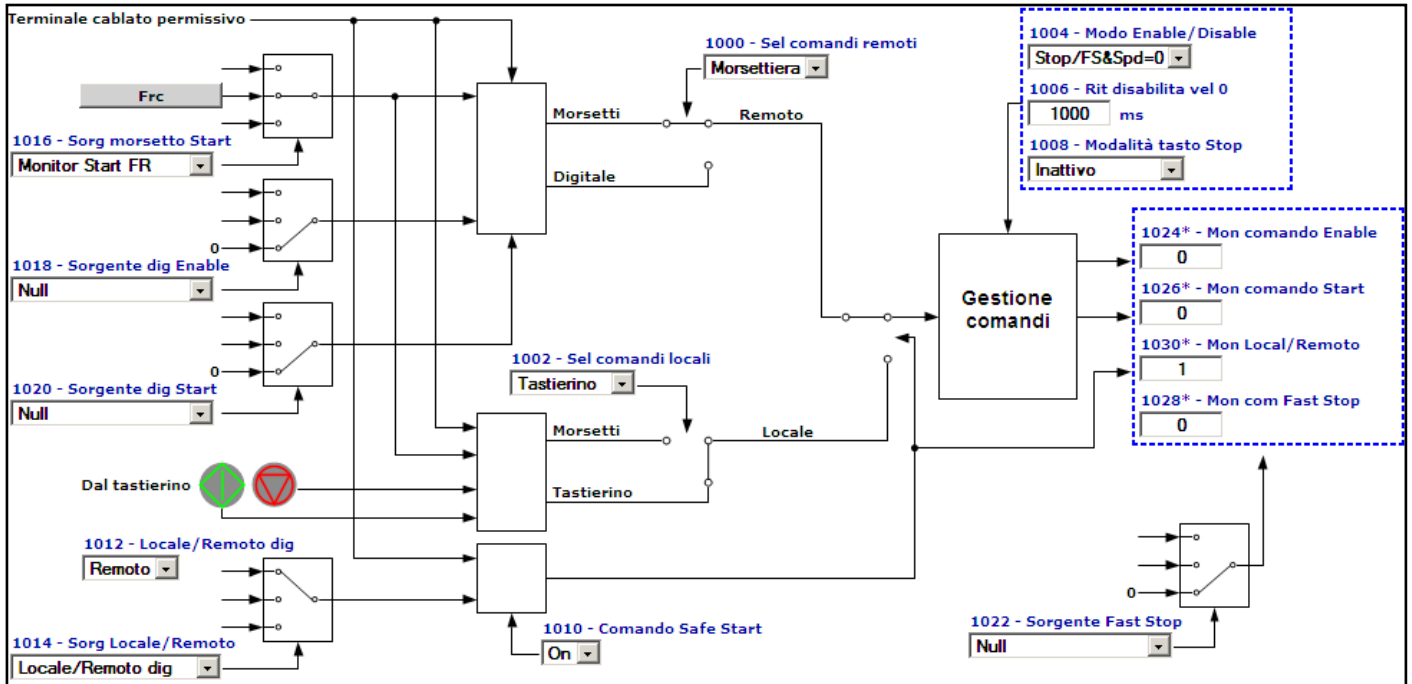 Terminale cablato permissivo
Frc
1016 - Sorg morsetto Start
Monitor Start FR
0
1018 - Sorgente dig Enable
Null
0
1020 - Sorgente dig Start
Null
Dal tastierino
1012 - Locale/Remoto dig
Remoto
1014 - Sorg Locale/Remoto
Locale/Remoto dig
1000 - Sel comandi remoti
Morsettiera
Morsetti
Remoto
Digitale
1002 - Sel comandi locali
Tastierino
Morsetti
Locale
Tastierino
1010 - Comando Safe Start
On
1004 - Modo Enable/Disable
Stop/FS&Spd=0
1006 - Rit disabilita vel 0
1000 ms
1008 - Modalità tasto Stop
Inattivo
Gestione
comandi
1024* - Mon comando Enable
0
1026* - Mon comando Start
0
1030* - Mon Local/Remoto
1
1028* - Mon com Fast Stop
0
0
1022 - Sorgente Fast Stop
Null